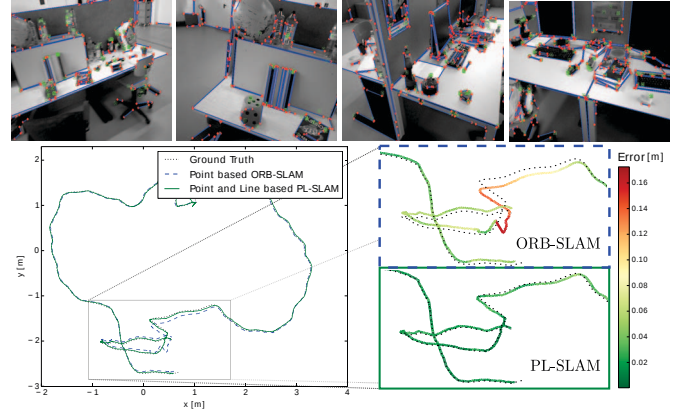 Ground Truth
Point based ORB-SLAM
Point and Line based PL-SLAM
2
1
0
−1
−2
−3
y [m]
−2
−1
0
1
2
3
4
x [m]
ORB-SLAM
PL-SLAM
Error [m]
0.16
0.14
0.12
0.10
0.08
0.06
0.04
0.02